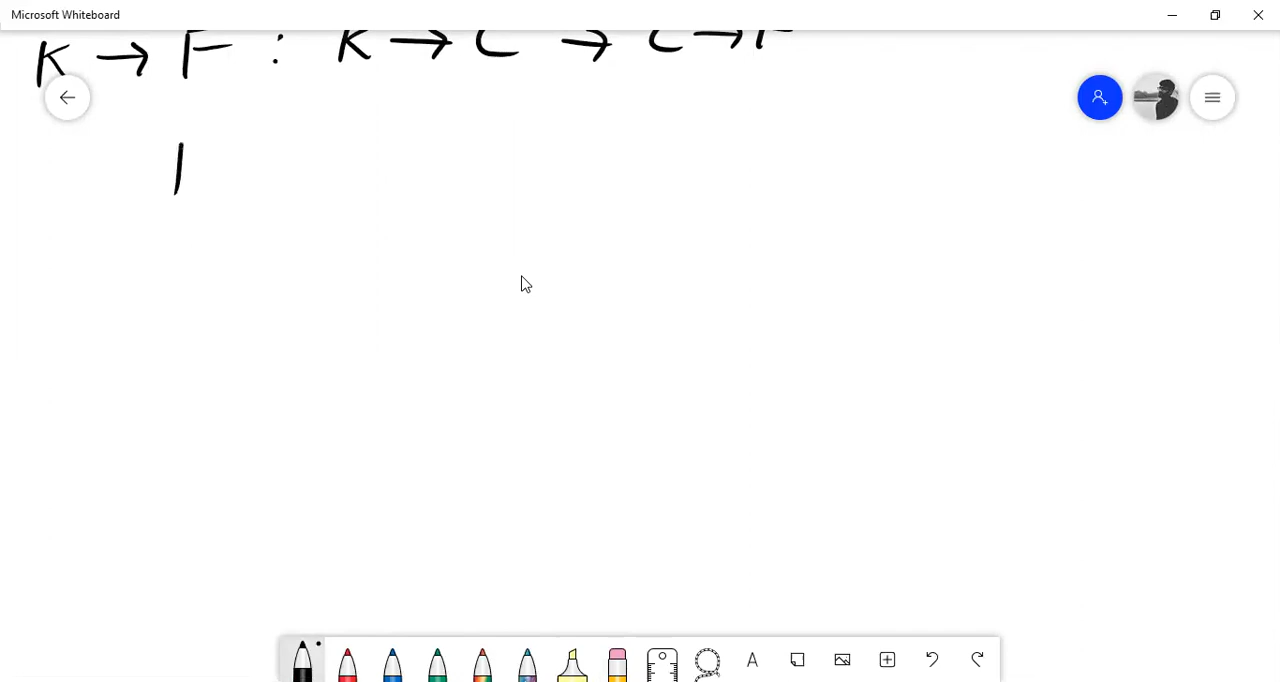 Microsoft Whiteboard
K → F : K → C → C → F
A